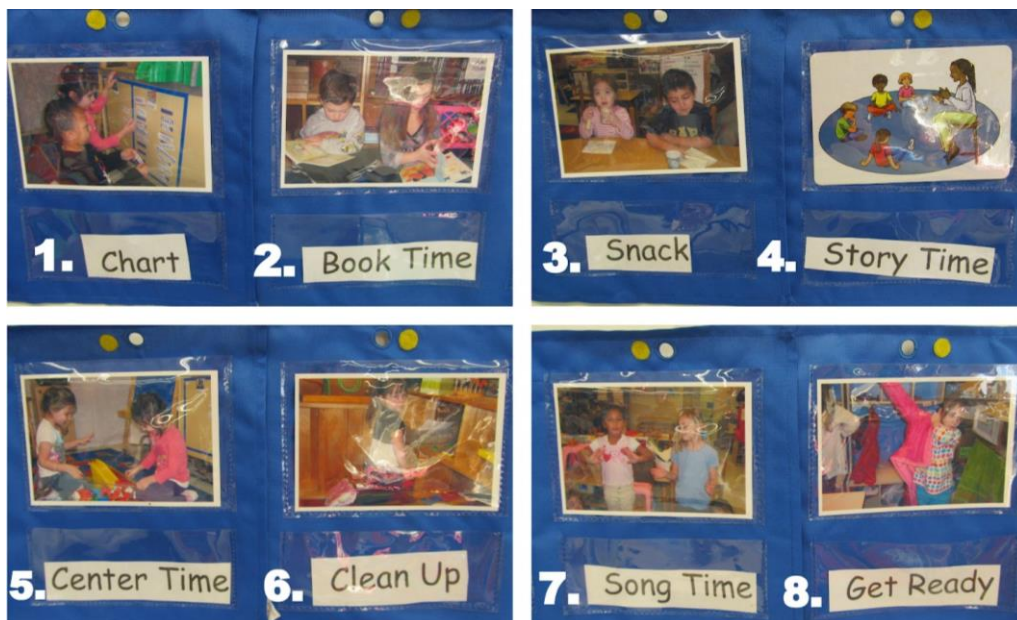 1. Chart
2. Book Time
3. Snack
4. Story Time
5. Center Time
6. Clean Up
7. Song Time
8. Get Ready